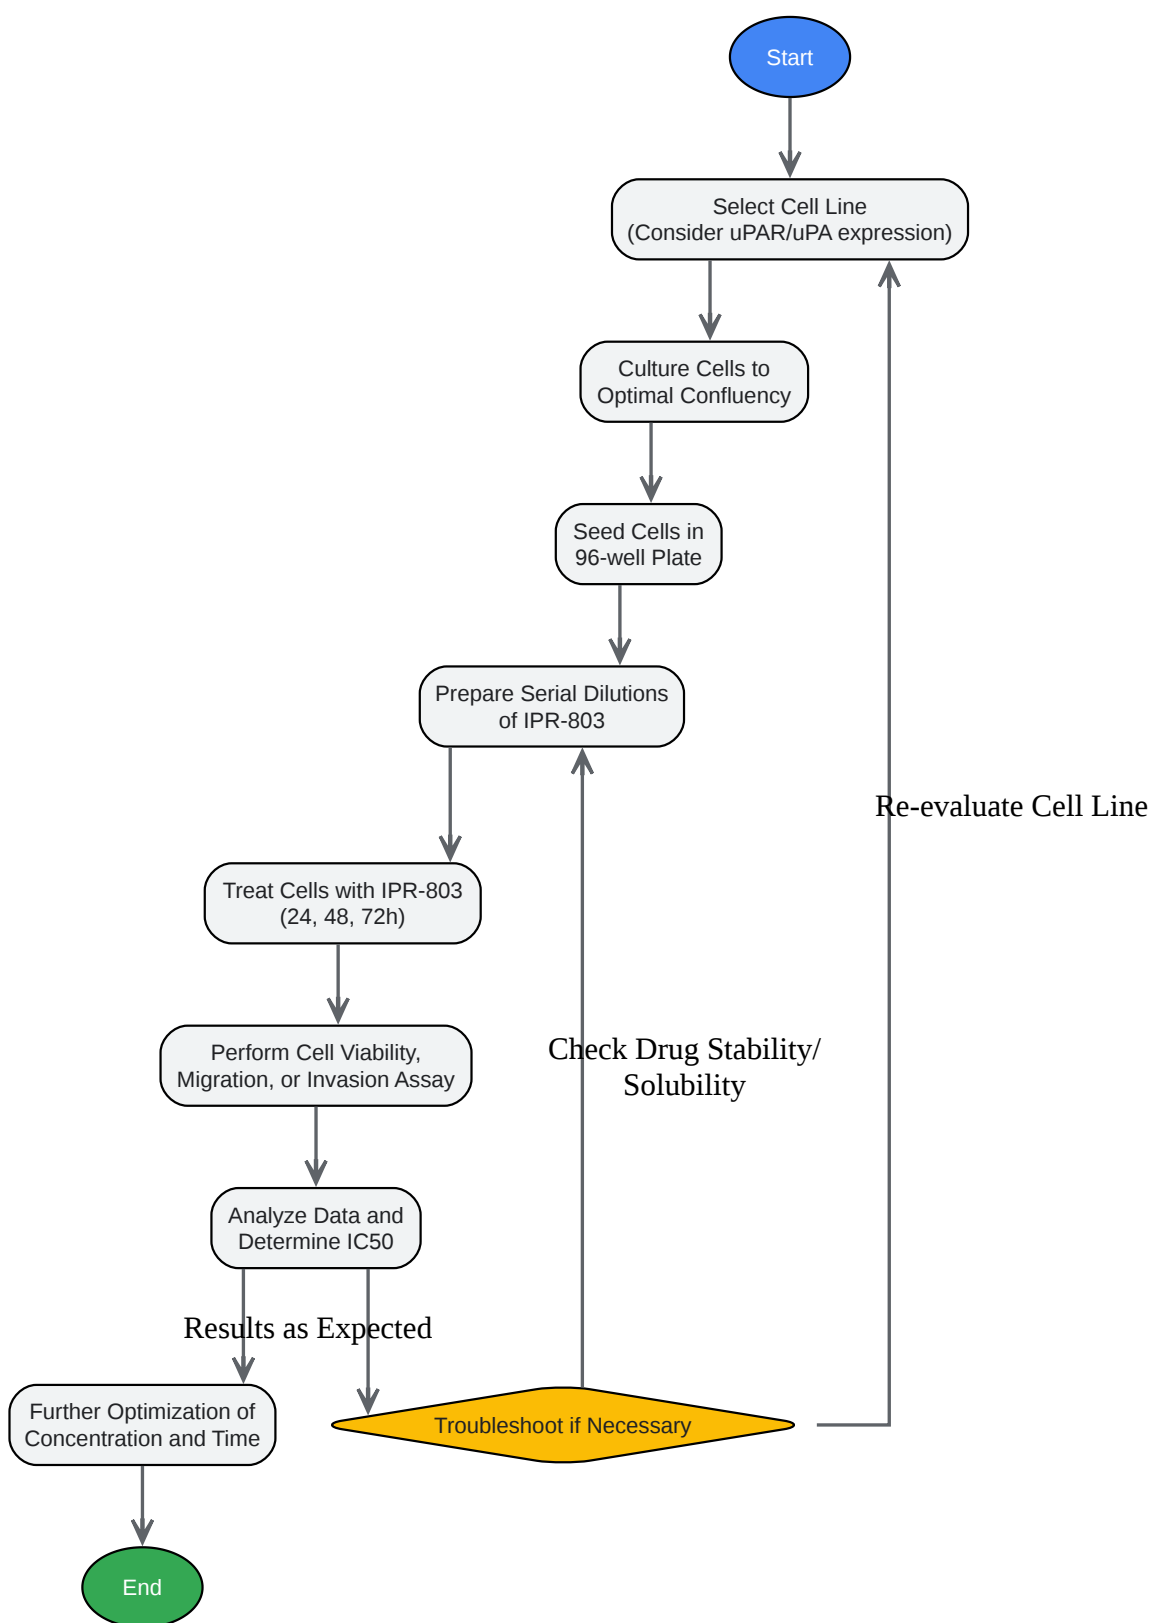 Start
Select Cell Line
(Consider uPAR/uPA expression)
Culture Cells to
Optimal Confluency
Seed Cells in
96-well Plate
Prepare Serial Dilutions
of IPR-803
Re-evaluate Cell Line
Treat Cells with IPR-803
(24, 48, 72h)
Check Drug Stability/
Solubility
Perform Cell Viability,
Migration, or Invasion Assay
Analyze Data and
Determine IC50
Results as Expected
Further Optimization of
Concentration and Time
Troubleshoot if Necessary
End